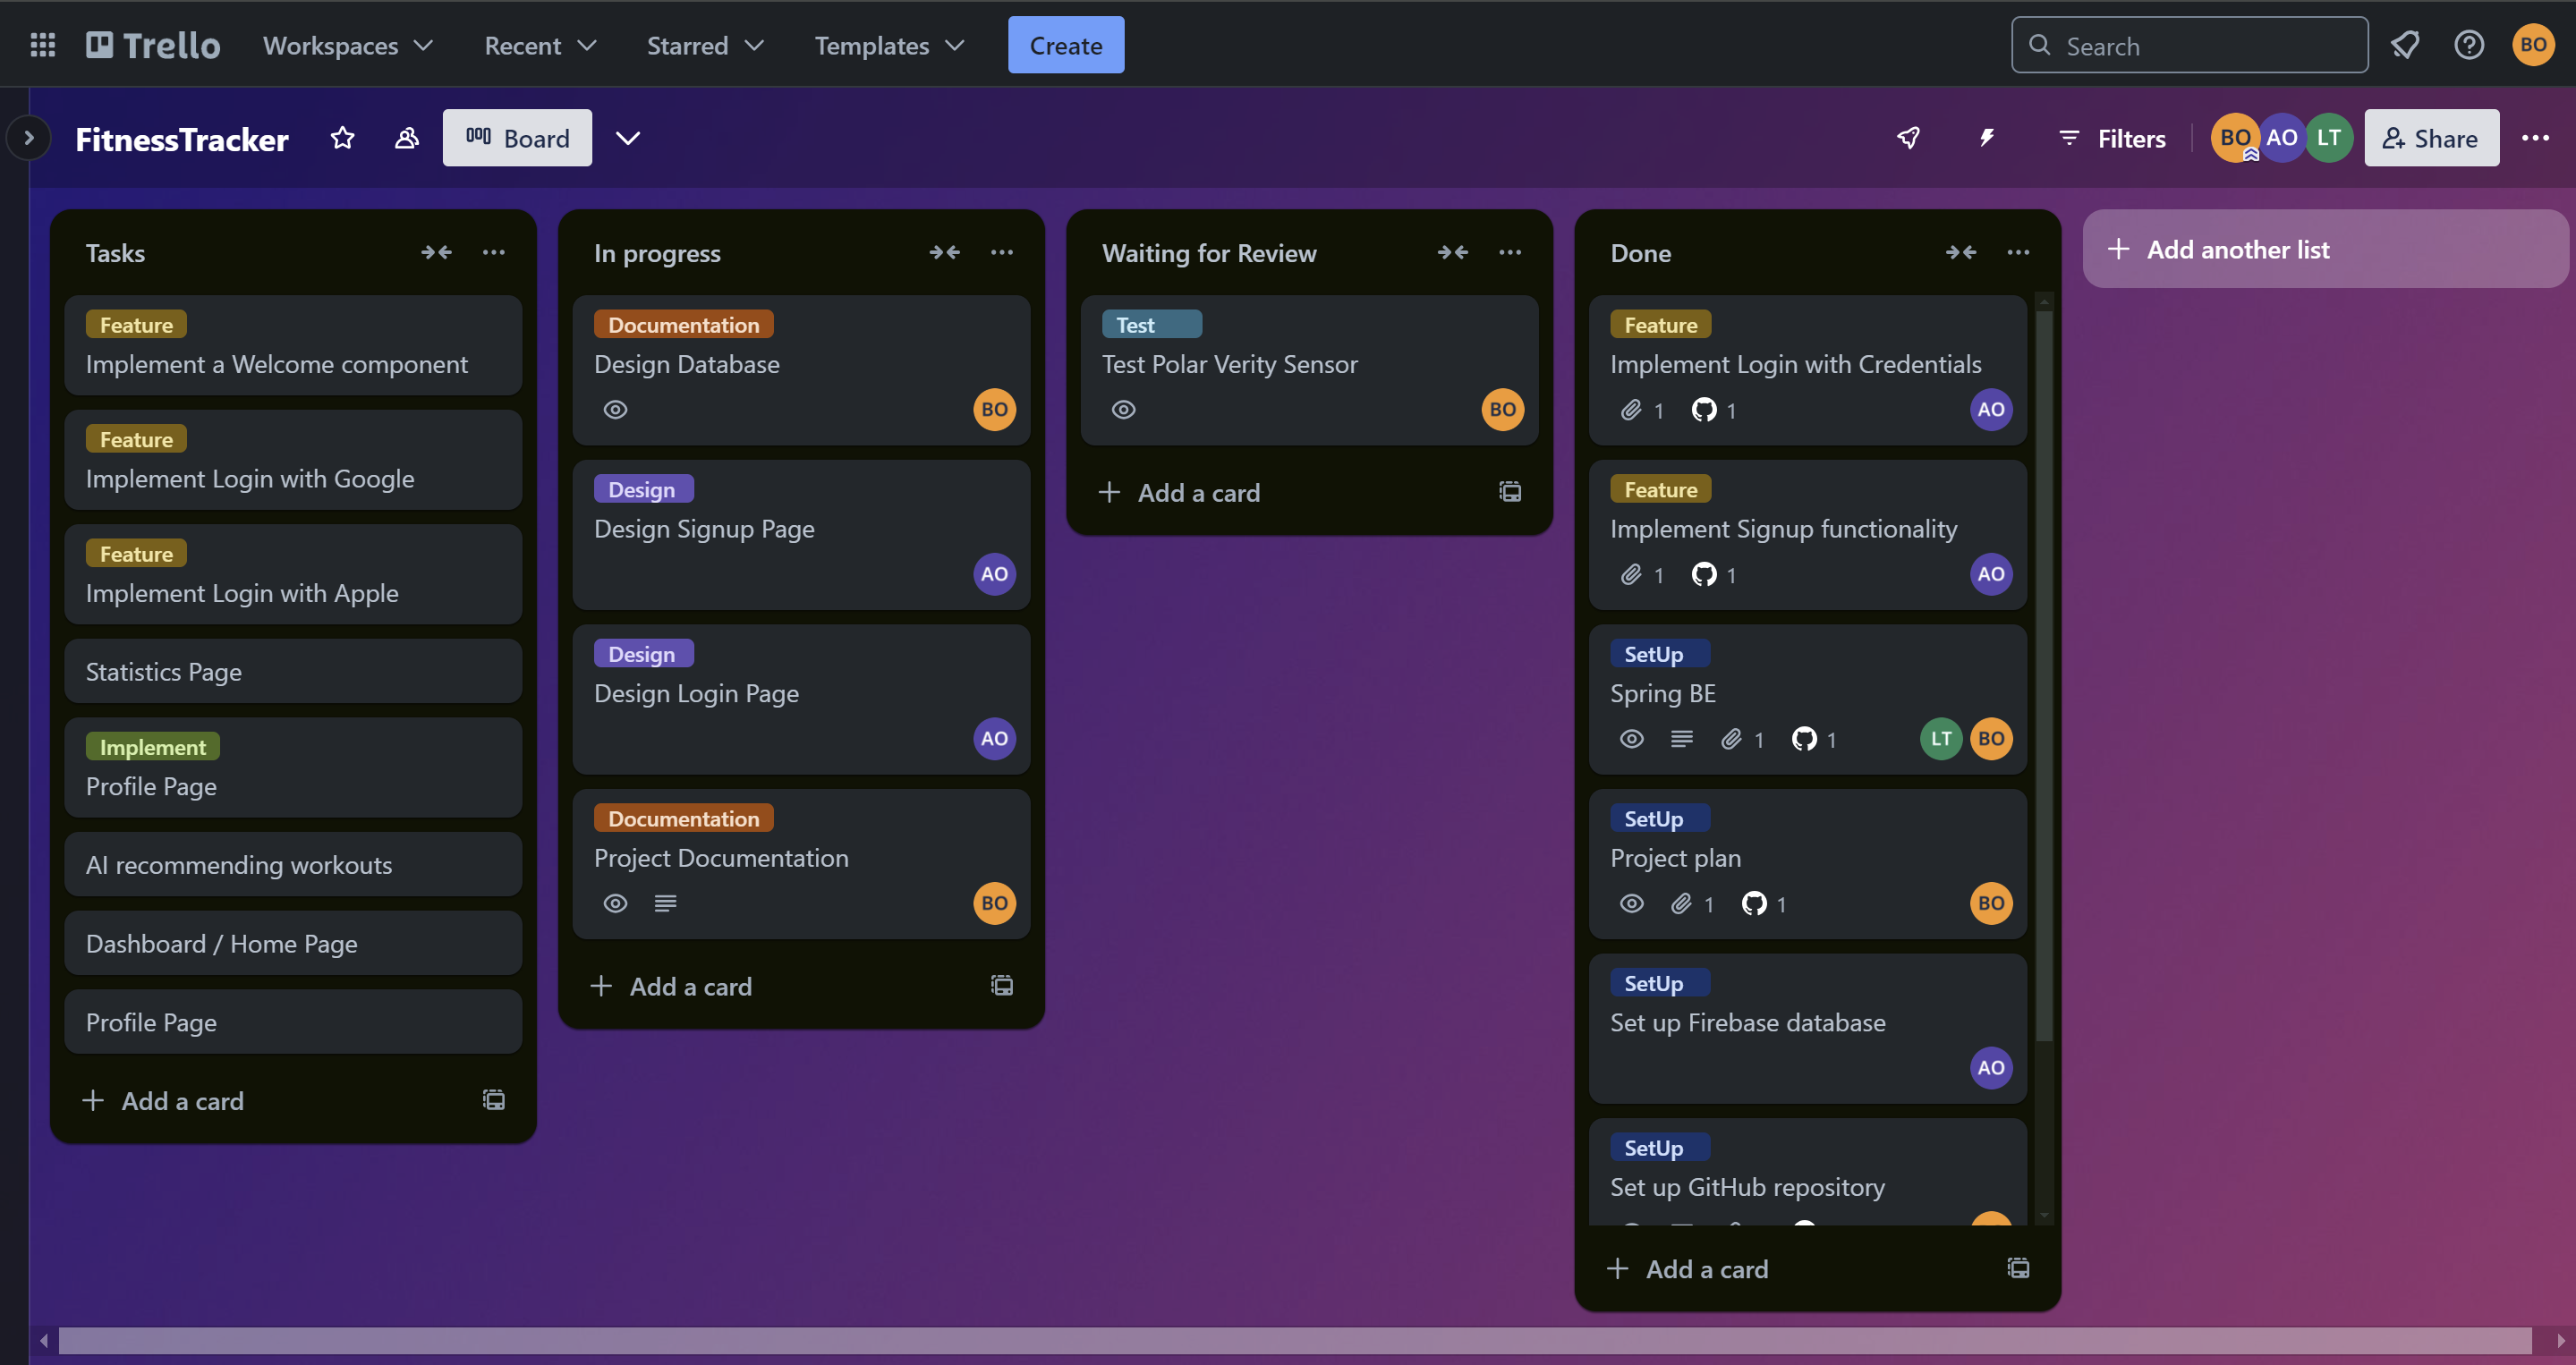 Trello
Workspaces
Recent
Starred
Templates
Create
Search
BO
FitnessTracker
Board
Filters
BO
AO
LT
Share
Tasks
Feature
Implement a Welcome component
Feature
Implement Login with Google
Feature
Implement Login with Apple
Statistics Page
Implement
Profile Page
AI recommending workouts
Dashboard / Home Page
Profile Page
Add a card
In progress
Documentation
Design Database
BO
Design
Design Signup Page
AO
Design
Design Login Page
AO
Documentation
Project Documentation
BO
Add a card
Waiting for Review
Test
Test Polar Verity Sensor
BO
Add a card
Done
Feature
Implement Login with Credentials
1 1 AO
Feature
Implement Signup functionality
1 1 AO
SetUp
Spring BE
1 1 LT BO
SetUp
Project plan
1 1 BO
SetUp
Set up Firebase database
AO
SetUp
Set up GitHub repository
Add a card
Add another list